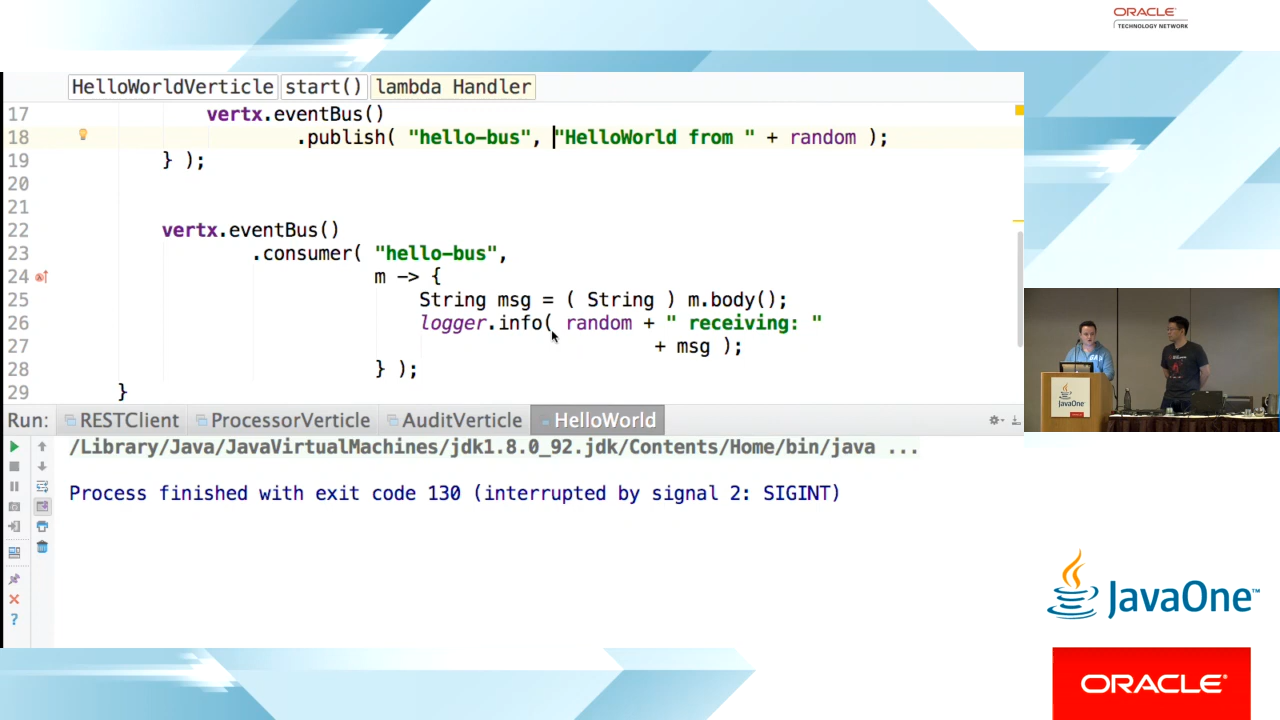 ORACLE
TECHNOLOGY NETWORK
HelloWorldVerticle start() lambda Handler
17 vertx.eventBus()
18 .publish( "hello-bus", "HelloWorld from " + random );
19 } );
20
21
22 vertx.eventBus()
23 .consumer( "hello-bus",
24 m -> {
25 String msg = ( String ) m.body();
26 logger.info( random + " receiving: "
27 + msg );
28 } );
29 }
Run: RESTClient ProcessorVerticle AuditVerticle HelloWorld
/Library/Java/JavaVirtualMachines/jdk1.8.0_92.jdk/Contents/Home/bin/java ...
Process finished with exit code 130 (interrupted by signal 2: SIGINT)
JavaOne
JavaOne™
ORACLE®